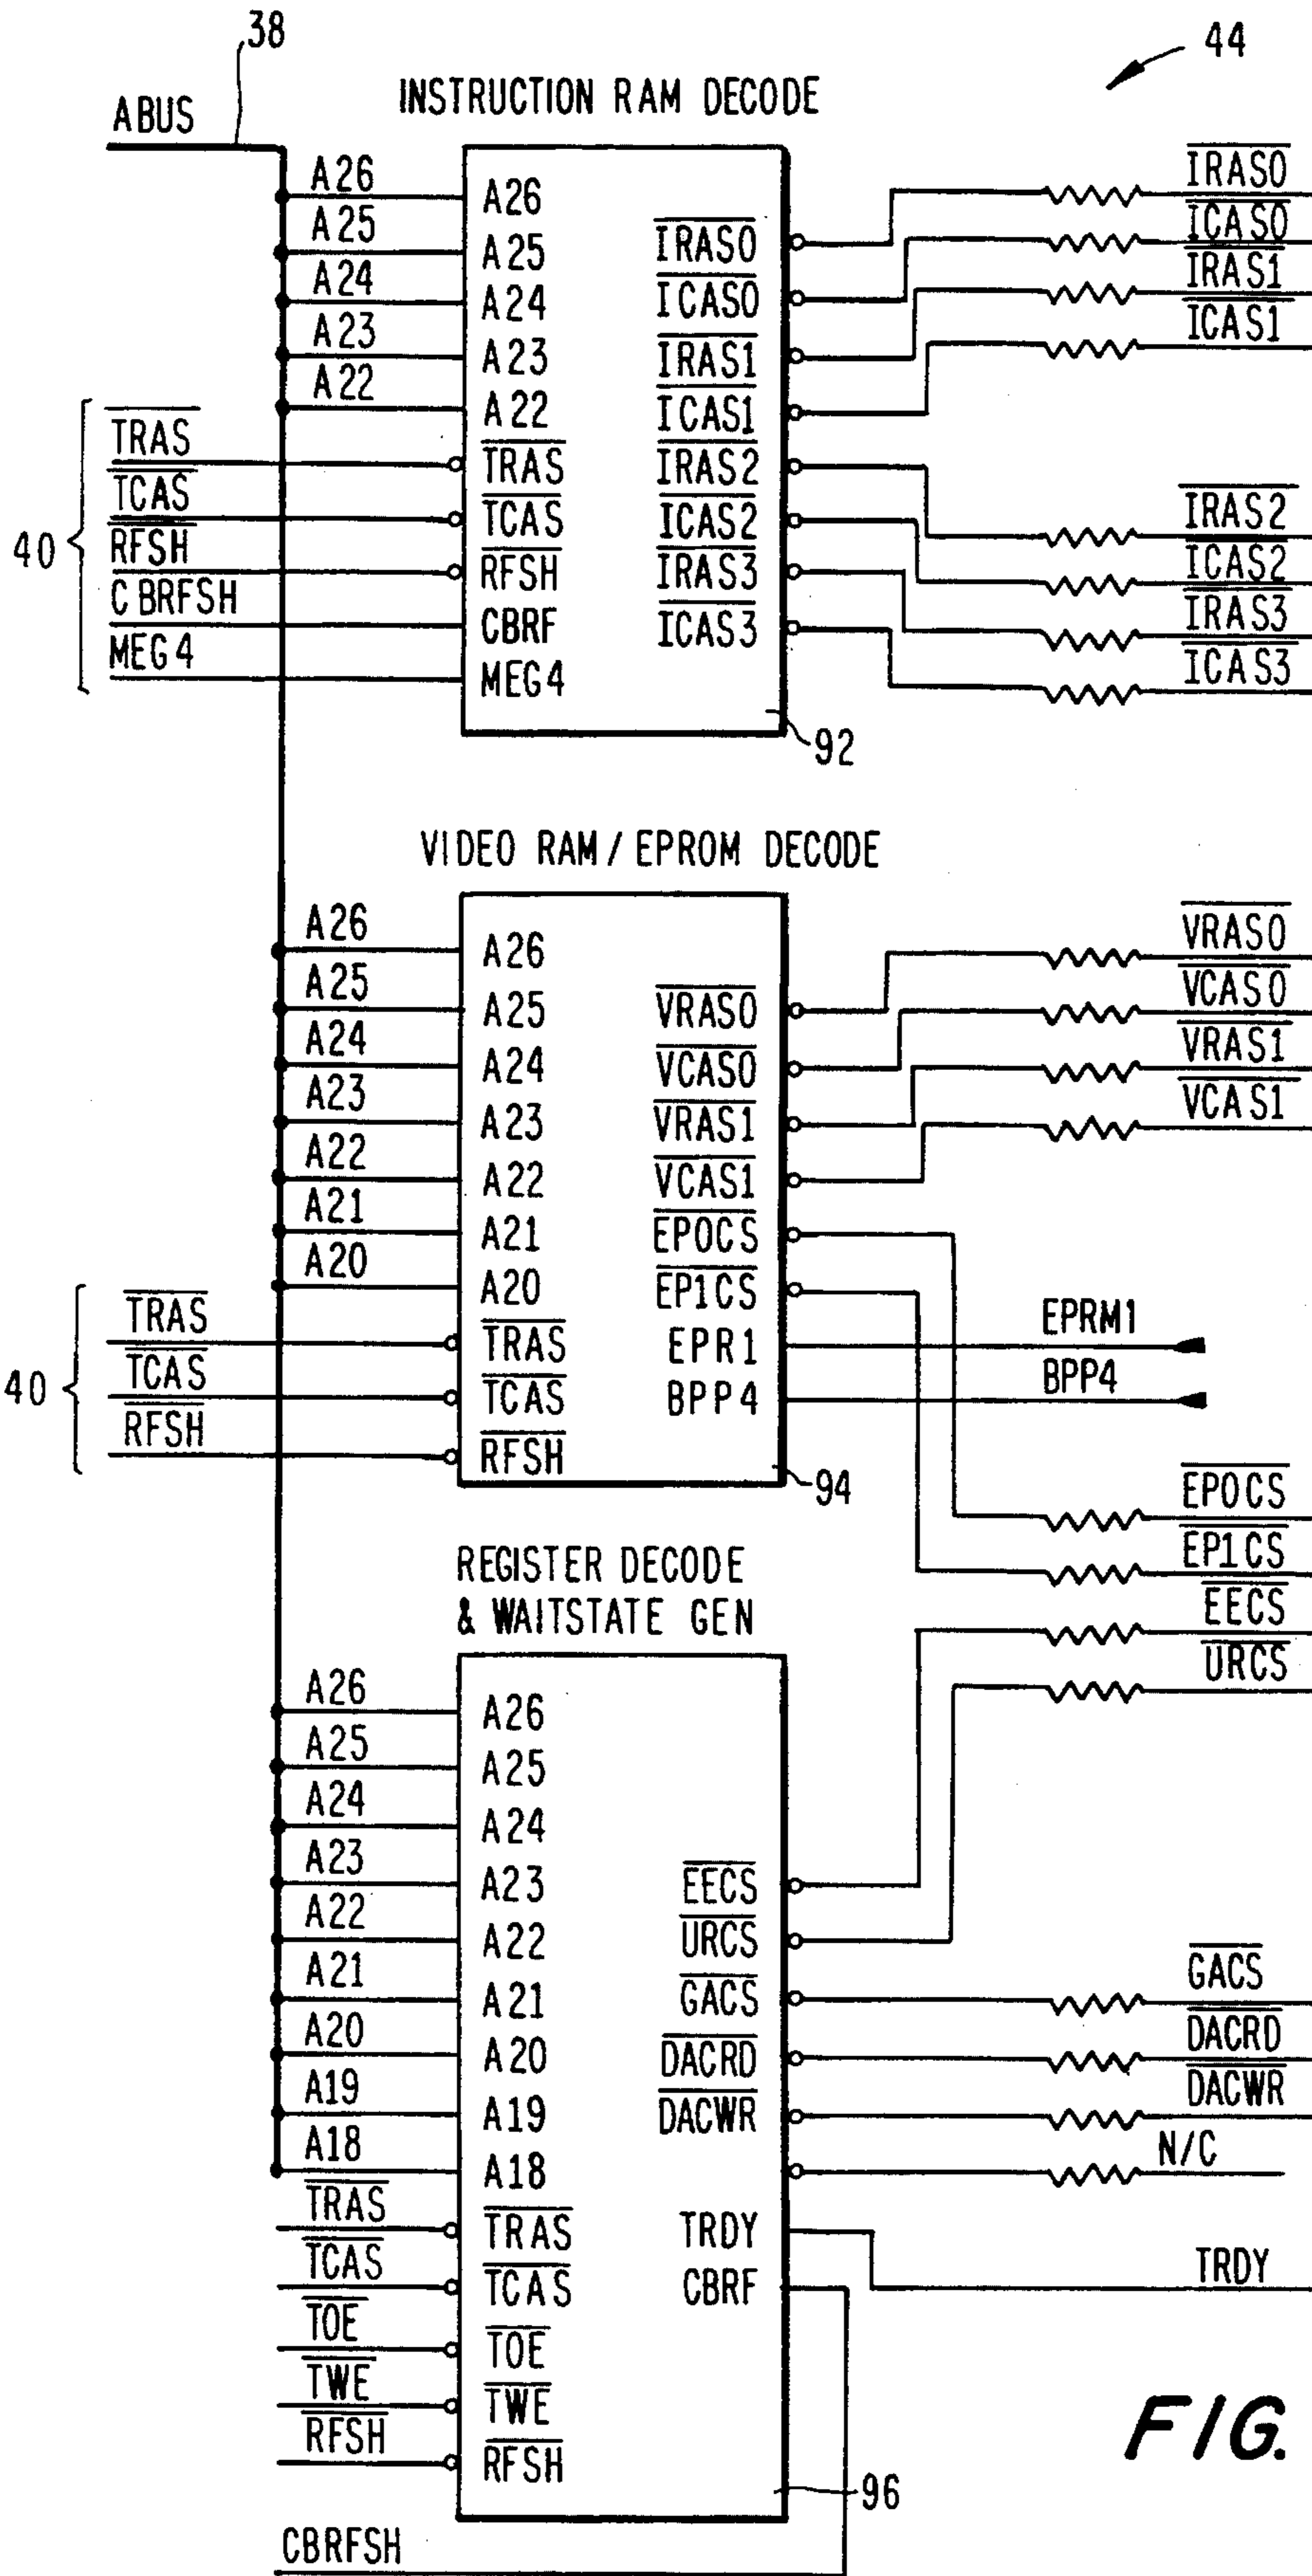 38
44
INSTRUCTION RAM DECODE
ABUS
A26
A25
A24
A23
A22
40
TRAS
TCAS
RFSH
CBRFSH
MEG4
A26
A25
A24
A23
A22
TRAS
TCAS
RFSH
CBRF
MEG4
IRAS0
ICAS0
IRAS1
ICAS1
IRAS2
ICAS2
IRAS3
ICAS3
92
IRAS0
ICAS0
IRAS1
ICAS1
IRAS2
ICAS2
IRAS3
ICAS3
VIDEO RAM / EPROM DECODE
A26
A25
A24
A23
A22
A21
A20
40
TRAS
TCAS
RFSH
A26
A25
A24
A23
A22
A21
A20
TRAS
TCAS
RFSH
VRAS0
VCAS0
VRAS1
VCAS1
EP0CS
EP1CS
EPR1
BPP4
94
VRAS0
VCAS0
VRAS1
VCAS1
EPRM1
BPP4
EP0CS
EP1CS
EECS
URCS
REGISTER DECODE
& WAITSTATE GEN
A26
A25
A24
A23
A22
A21
A20
A19
A18
TRAS
TCAS
TOE
TWE
RFSH
CBRFSH
A26
A25
A24
A23
A22
A21
A20
A19
A18
TRAS
TCAS
TOE
TWE
RFSH
EECS
URCS
GACS
DACRD
DACWR
TRDY
CBRF
96
GACS
DACRD
DACWR
N/C
TRDY
FIG.